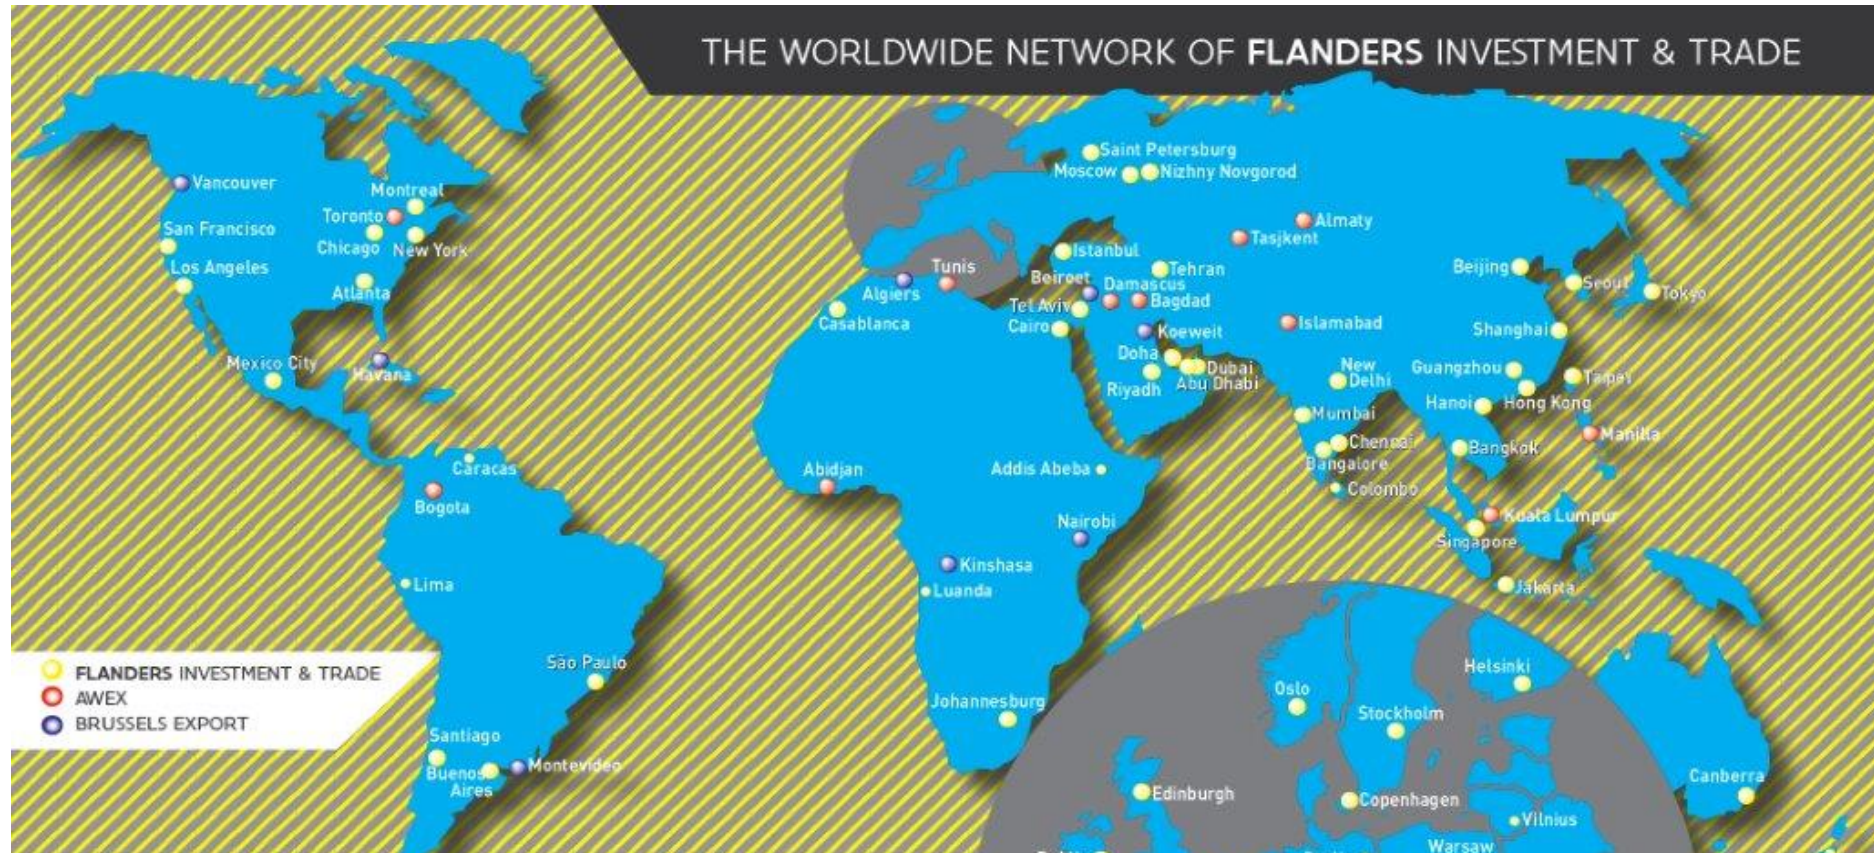 THE WORLDWIDE NETWORK OF FLANDERS INVESTMENT & TRADE
Vancouver
Montreal
Toronto
San Francisco
Chicago
New York
Los Angeles
Atlanta
Mexico City
Havana
Caracas
Bogota
Lima
São Paulo
Santiago
Buenos
Aires
Montevideo
FLANDERS INVESTMENT & TRADE
AWEX
BRUSSELS EXPORT
Saint Petersburg
Moscow
Nizhny Novgorod
Almaty
Tasjkent
Istanbul
Tunis
Tehran
Beiroet
Damascus
Algiers
Bagdad
Tel Aviv
Casablanca
Cairo
Koeweit
Islamabad
Doha
Dubai
Abu Dhabi
Riyadh
Beijing
Seoul
Tokyo
Shanghai
New
Delhi
Guangzhou
Taipei
Hanoi
Hong Kong
Mumbai
Manilla
Chennai
Bangkok
Bangalore
Colombo
Kuala Lumpur
Singapore
Jakarta
Abidjan
Addis Abeba
Nairobi
Kinshasa
Luanda
Johannesburg
Helsinki
Oslo
Stockholm
Edinburgh
Copenhagen
Vilnius
Warsaw
Canberra